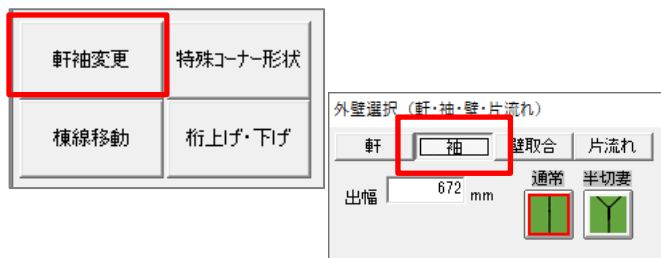 軒袖変更 特殊コーナー形状
棟線移動 桁上げ・下げ
外壁選択（軒・袖・壁・片流れ）
軒 袖 壁取合 片流れ
出幅 672 mm 通常 半切妻